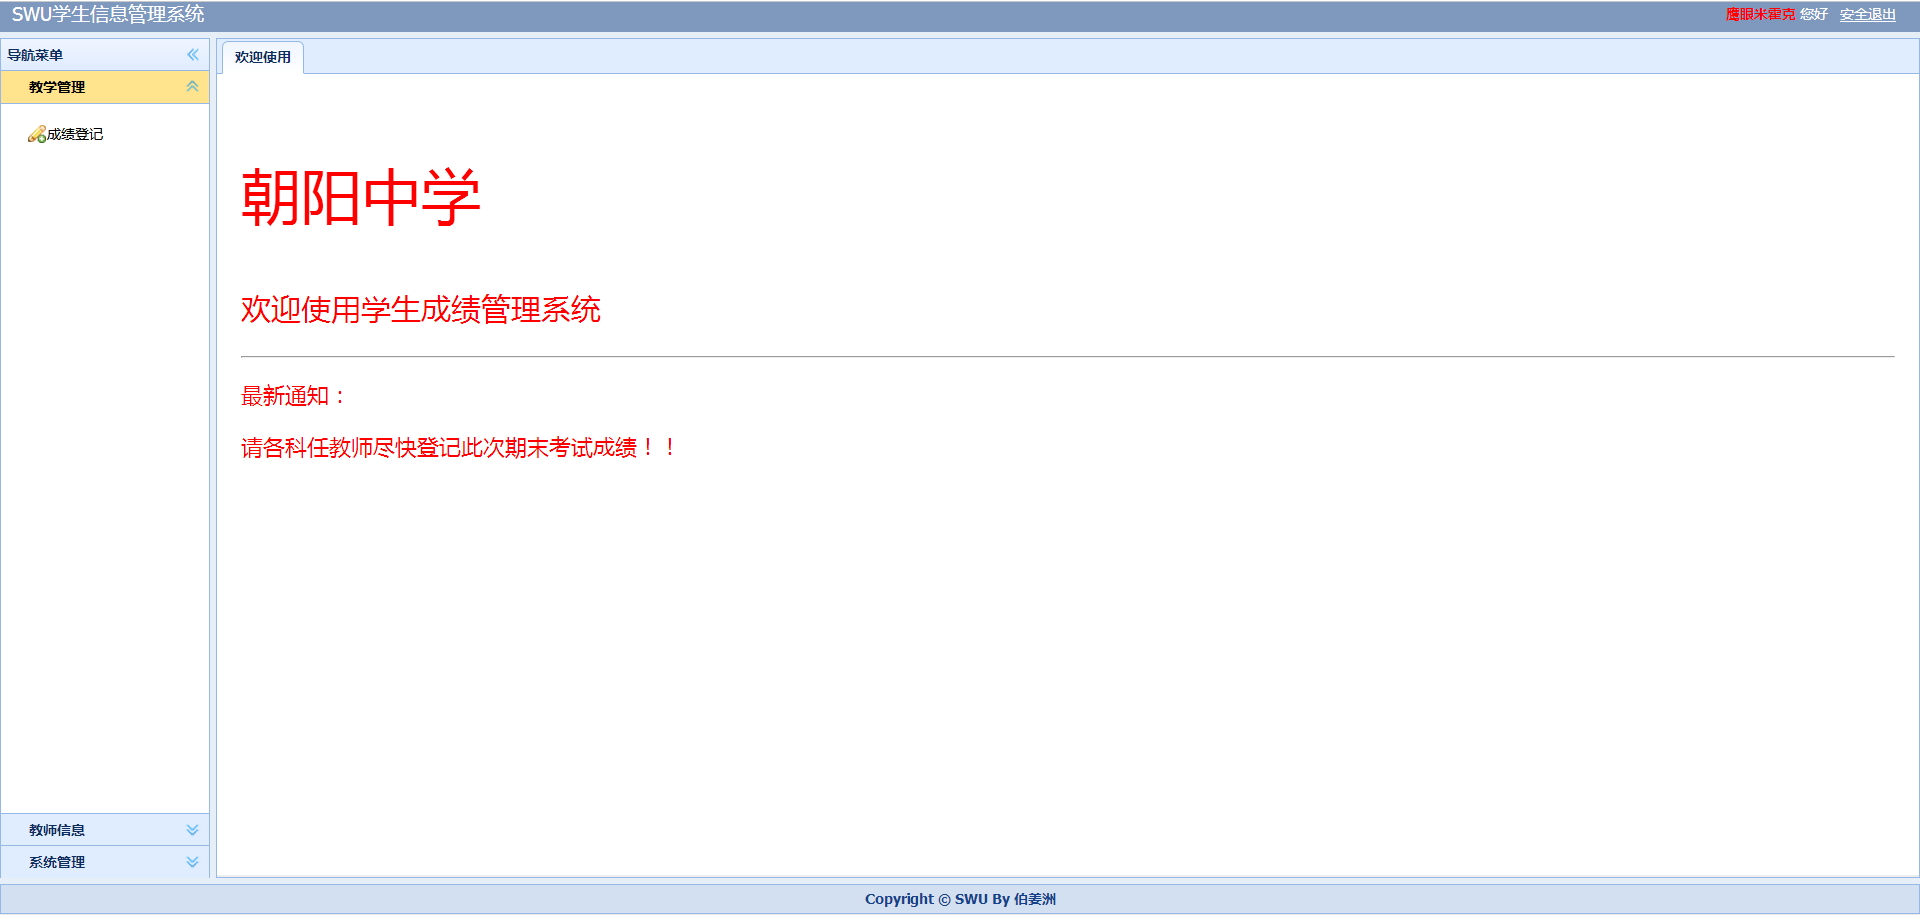 SWU学生信息管理系统
鹰眼米霍克 您好 安全退出
导航菜单
教学管理
成绩登记
教师信息
系统管理
欢迎使用
朝阳中学
欢迎使用学生成绩管理系统
最新通知：
请各科任教师尽快登记此次期末考试成绩！！
Copyright © SWU By 伯姜洲